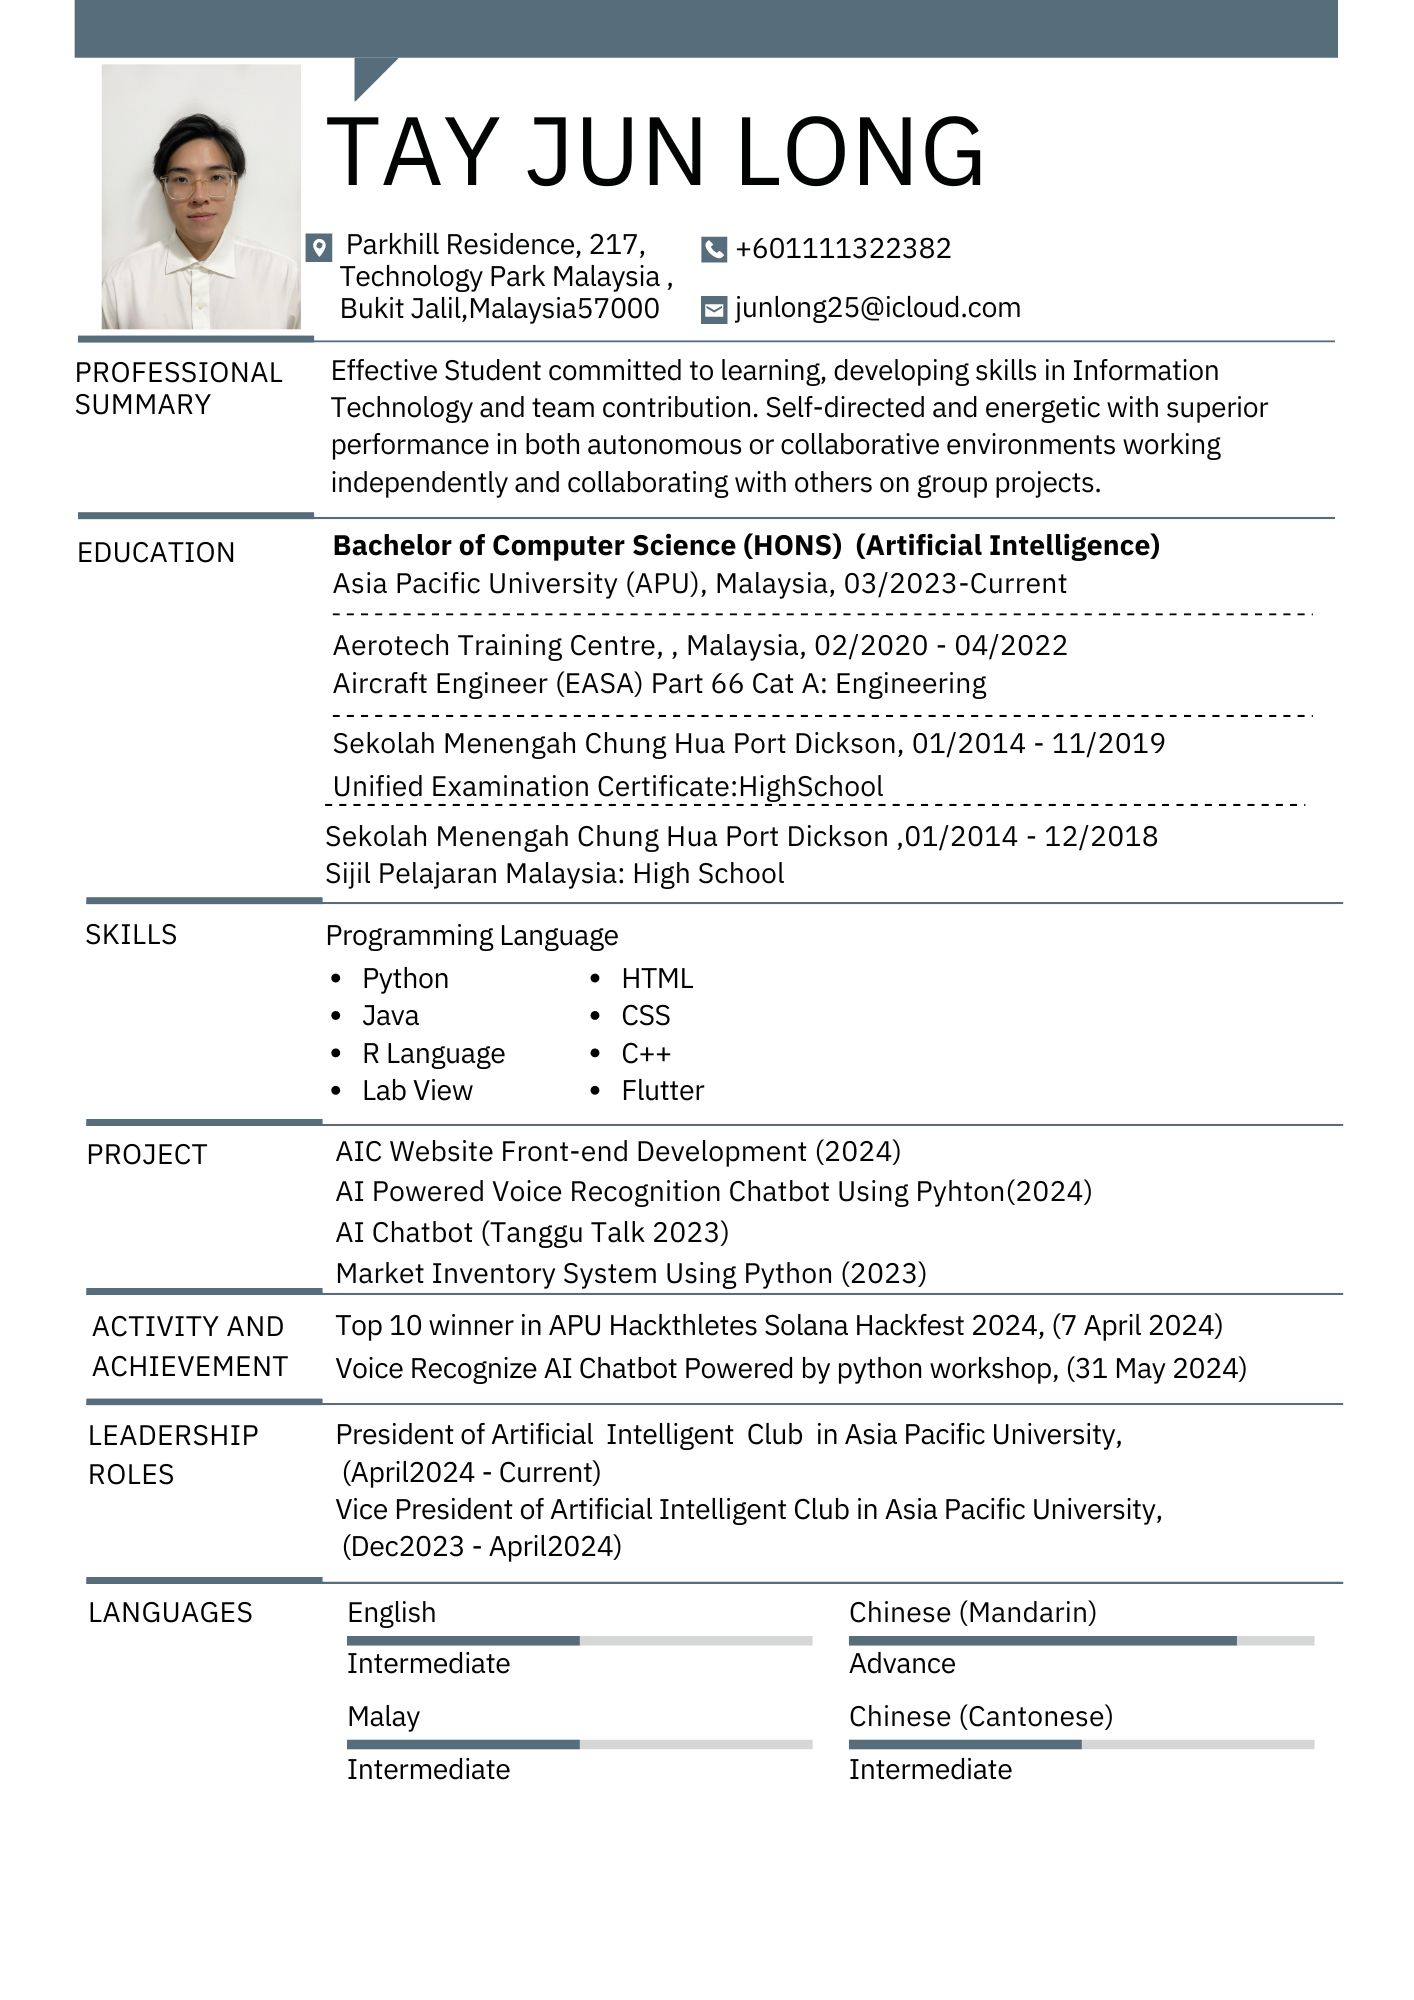 TAY JUN LONG
Parkhill Residence, 217,
Technology Park Malaysia ,
Bukit Jalil,Malaysia57000
+601111322382
junlong25@icloud.com
PROFESSIONAL
SUMMARY
Effective Student committed to learning, developing skills in Information
Technology and team contribution. Self-directed and energetic with superior
performance in both autonomous or collaborative environments working
independently and collaborating with others on group projects.
EDUCATION
Bachelor of Computer Science (HONS)  (Artificial Intelligence)
Asia Pacific University (APU), Malaysia, 03/2023-Current
Aerotech Training Centre, , Malaysia, 02/2020 - 04/2022
Aircraft Engineer (EASA) Part 66 Cat A: Engineering
Sekolah Menengah Chung Hua Port Dickson, 01/2014 - 11/2019
Unified Examination Certificate:HighSchool
Sekolah Menengah Chung Hua Port Dickson ,01/2014 - 12/2018
Sijil Pelajaran Malaysia: High School
SKILLS
Programming Language
• Python
• Java
• R Language
• Lab View
• HTML
• CSS
• C++
• Flutter
PROJECT
AIC Website Front-end Development (2024)
AI Powered Voice Recognition Chatbot Using Pyhton(2024)
AI Chatbot (Tanggu Talk 2023)
Market Inventory System Using Python (2023)
ACTIVITY AND
ACHIEVEMENT
Top 10 winner in APU Hackthletes Solana Hackfest 2024, (7 April 2024)
Voice Recognize AI Chatbot Powered by python workshop, (31 May 2024)
LEADERSHIP
ROLES
President of Artificial  Intelligent  Club  in Asia Pacific University,
(April2024 - Current)
Vice President of Artificial Intelligent Club in Asia Pacific University,
(Dec2023 - April2024)
LANGUAGES
English
Intermediate
Chinese (Mandarin)
Advance
Malay
Intermediate
Chinese (Cantonese)
Intermediate